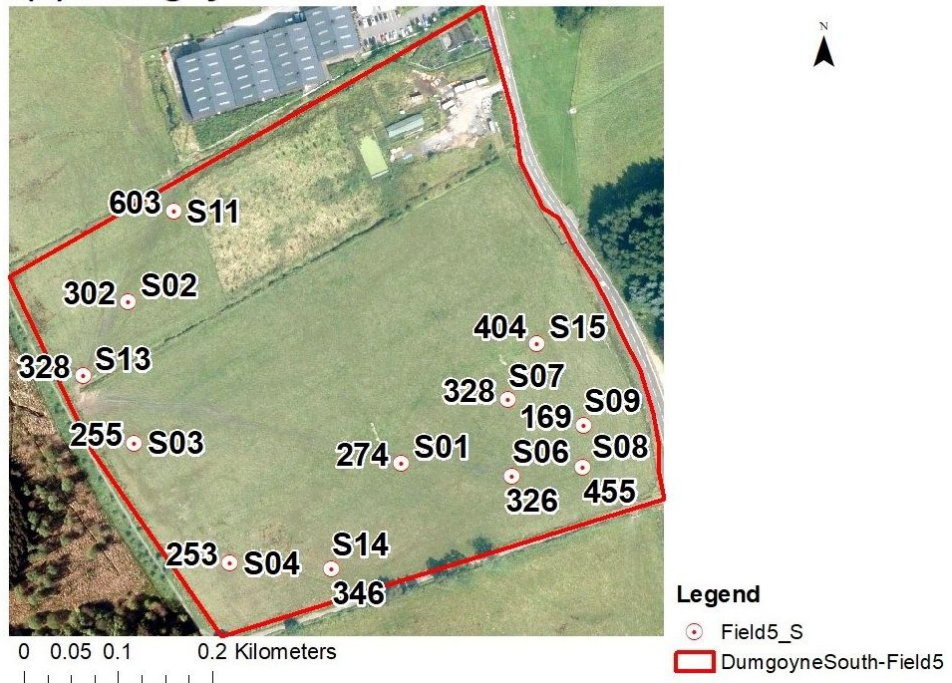 N
603 S11
302 S02
404 S15
328 S13
328 S07
169 S09
255 S03
274 S01
S06 S08
326 455
253 S04 S14
346
Legend
Field5_S
DumgoyneSouth-Field5
0 0.05 0.1 0.2 Kilometers